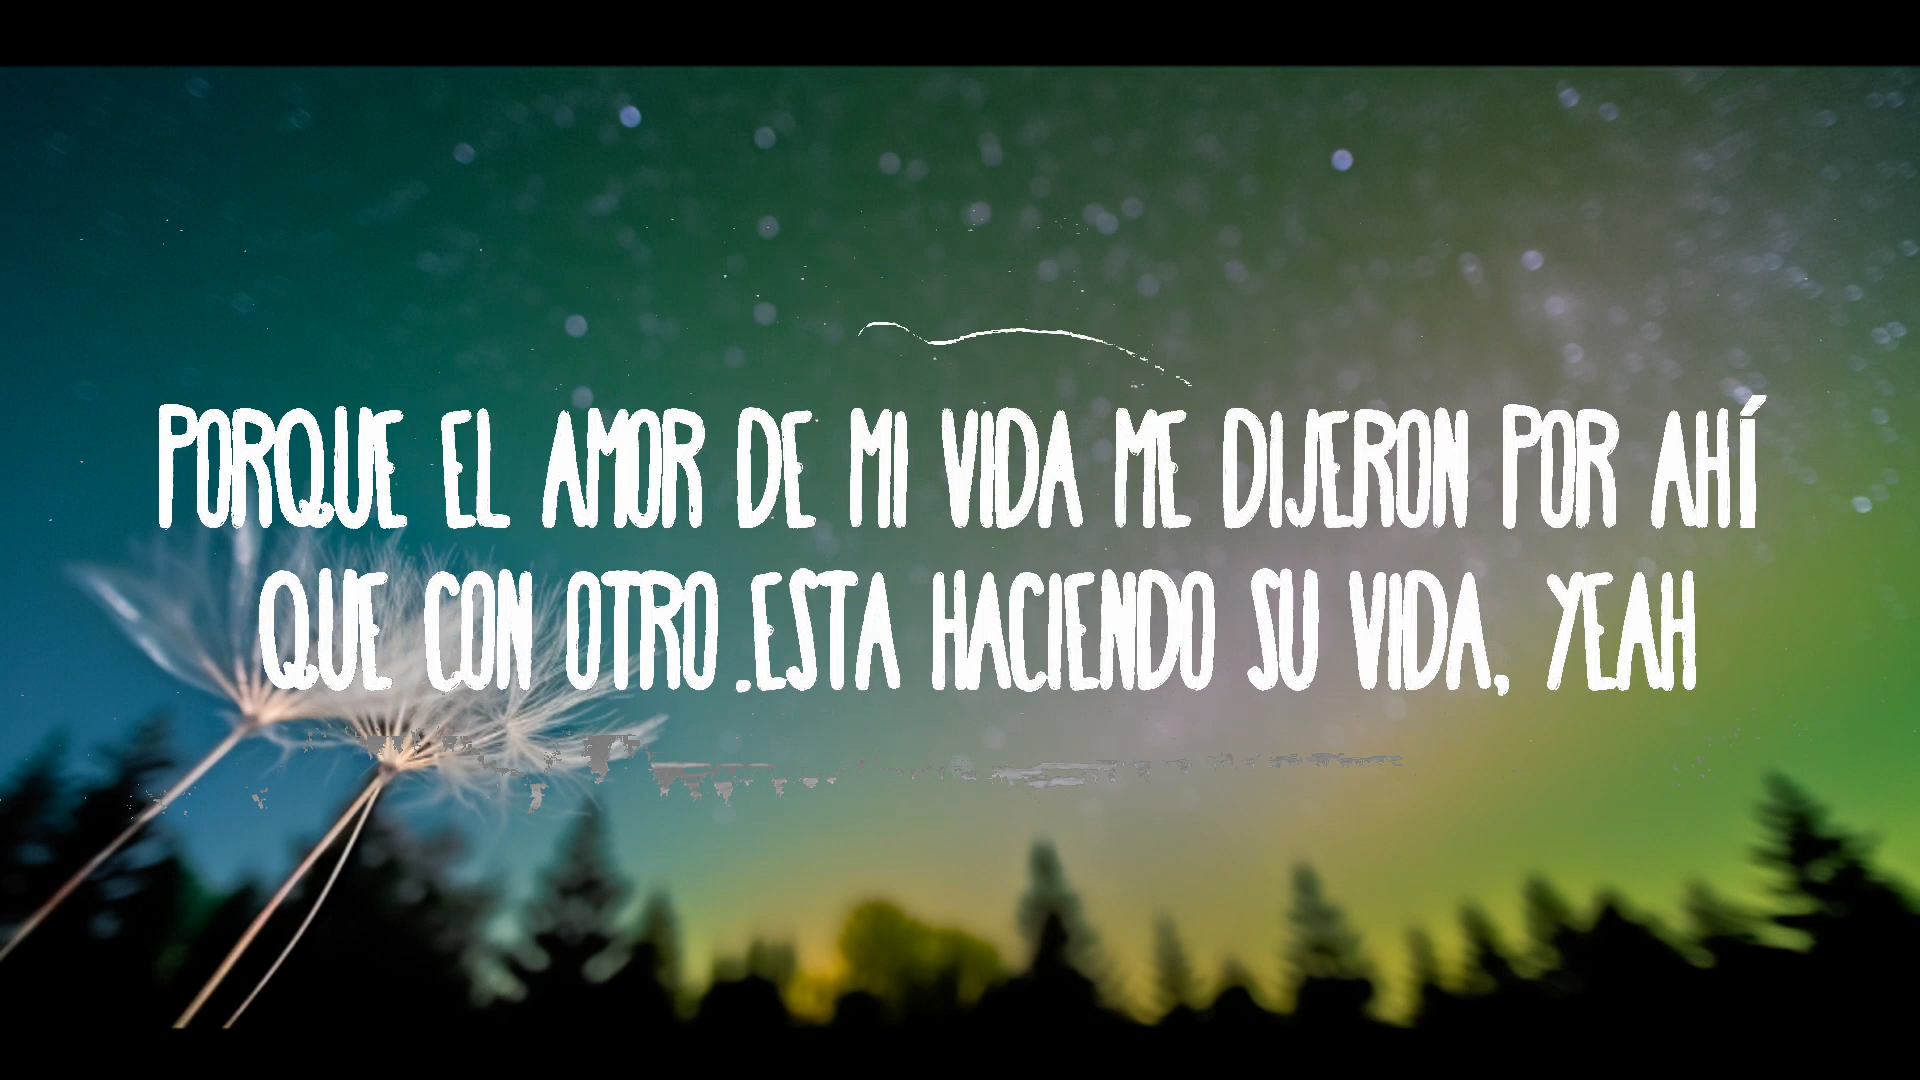 PORQUE EL AMOR DE MI VIDA ME DIJERON POR AHÍ
QUE CON OTRO .ESTA HACIENDO SU VIDA, YEAH